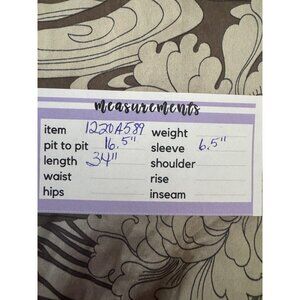 measurements
item 1220A589 weight
pit to pit 16.5" sleeve 6.5"
length 34" shoulder
waist rise
hips inseam